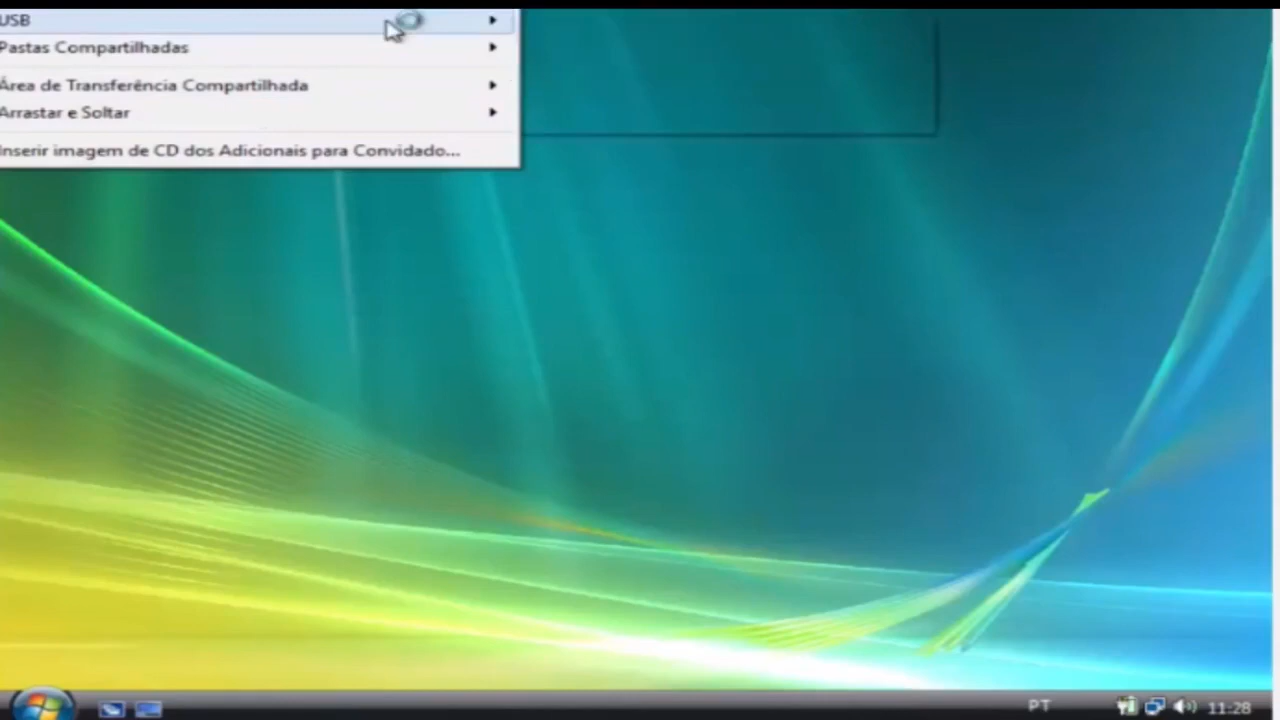 USB
Pastas Compartilhadas
Área de Transferência Compartilhada
Arrastar e Soltar
Inserir imagem de CD dos Adicionais para Convidado...
PT
11:28